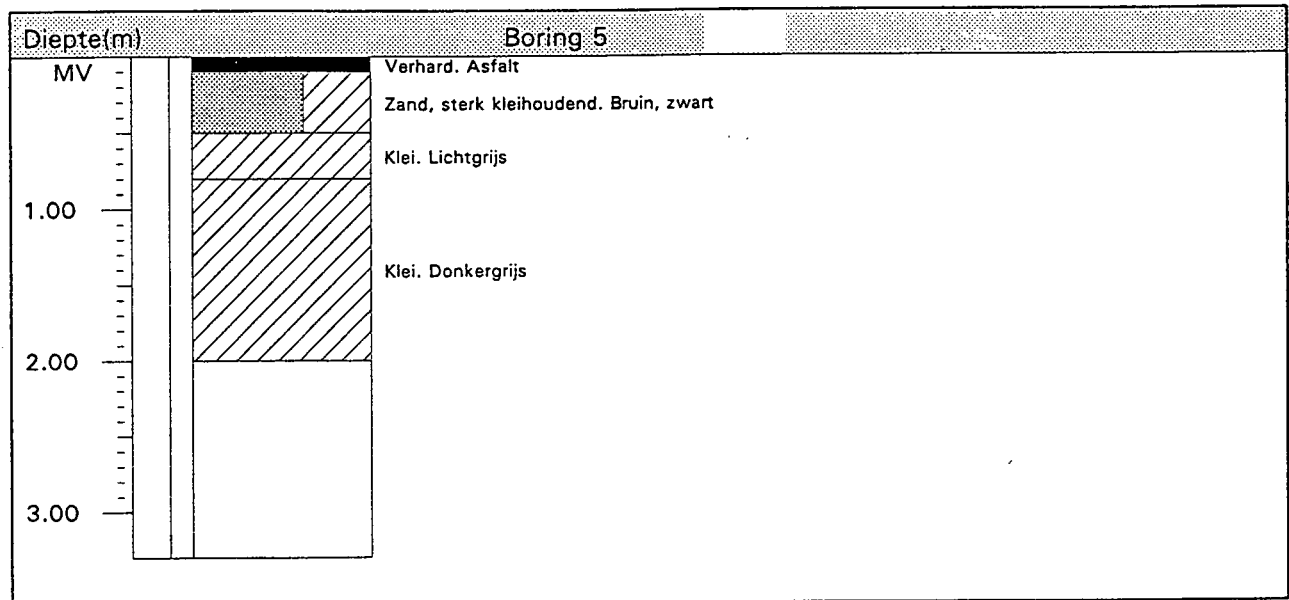 Diepte(m) Boring 5
MV Verhard. Asfalt
Zand, sterk kleihoudend. Bruin, zwart
Klei. Lichtgrijs
1.00
Klei. Donkergrijs
2.00
3.00